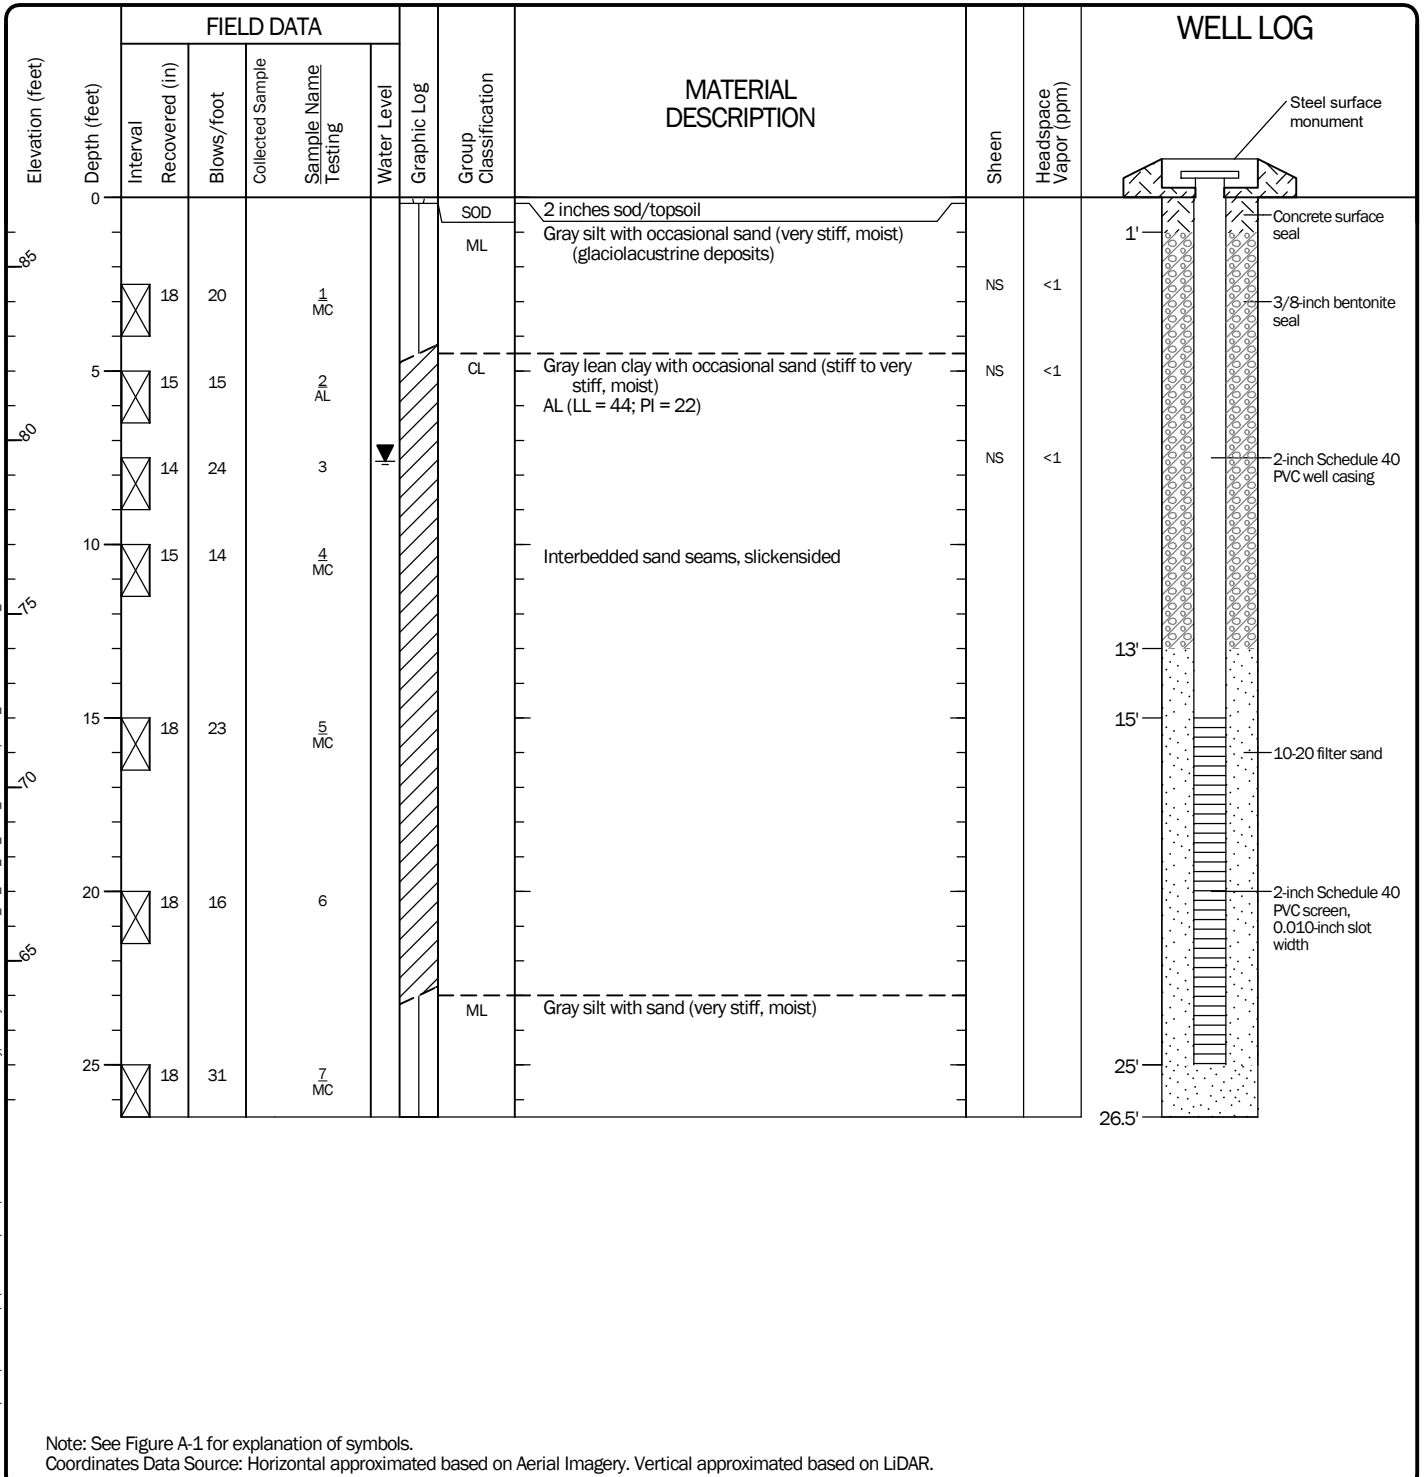 FIELD DATA
WELL LOG
Elevation (feet)
Depth (feet)
Interval
Recovered (in)
Blows/foot
Collected Sample
Sample Name
Testing
Water Level
Graphic Log
Group
Classification
MATERIAL
DESCRIPTION
Sheen
Headspace
Vapor (ppm)
Steel surface
monument
0
SOD
2 inches sod/topsoil
Concrete surface
seal
1'
ML
Gray silt with occasional sand (very stiff, moist)
(glaciolacustrine deposits)
85
18
20
1
MC
NS
<1
3/8-inch bentonite
seal
5
CL
Gray lean clay with occasional sand (stiff to very
stiff, moist)
AL (LL = 44; PI = 22)
15
15
2
AL
NS
<1
80
14
24
3
NS
<1
2-inch Schedule 40
PVC well casing
10
15
14
4
MC
Interbedded sand seams, slickensided
75
13'
15
18
23
5
MC
15'
10-20 filter sand
70
20
18
16
6
2-inch Schedule 40
PVC screen,
0.010-inch slot
width
65
ML
Gray silt with sand (very stiff, moist)
25
18
31
7
MC
25'
26.5'
Note: See Figure A-1 for explanation of symbols.
Coordinates Data Source: Horizontal approximated based on Aerial Imagery. Vertical approximated based on LiDAR.